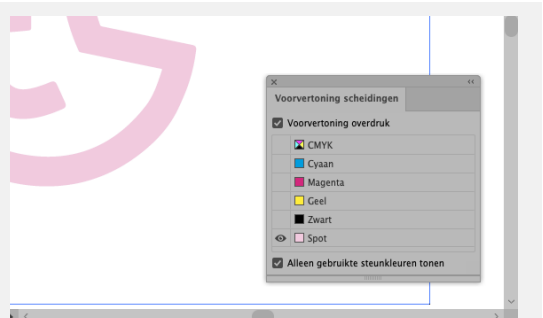 Voorvertoning scheidingen
Voorvertoning overdruk
CMYK
Cyaan
Magenta
Geel
Zwart
Spot
Alleen gebruikte steunkleuren tonen